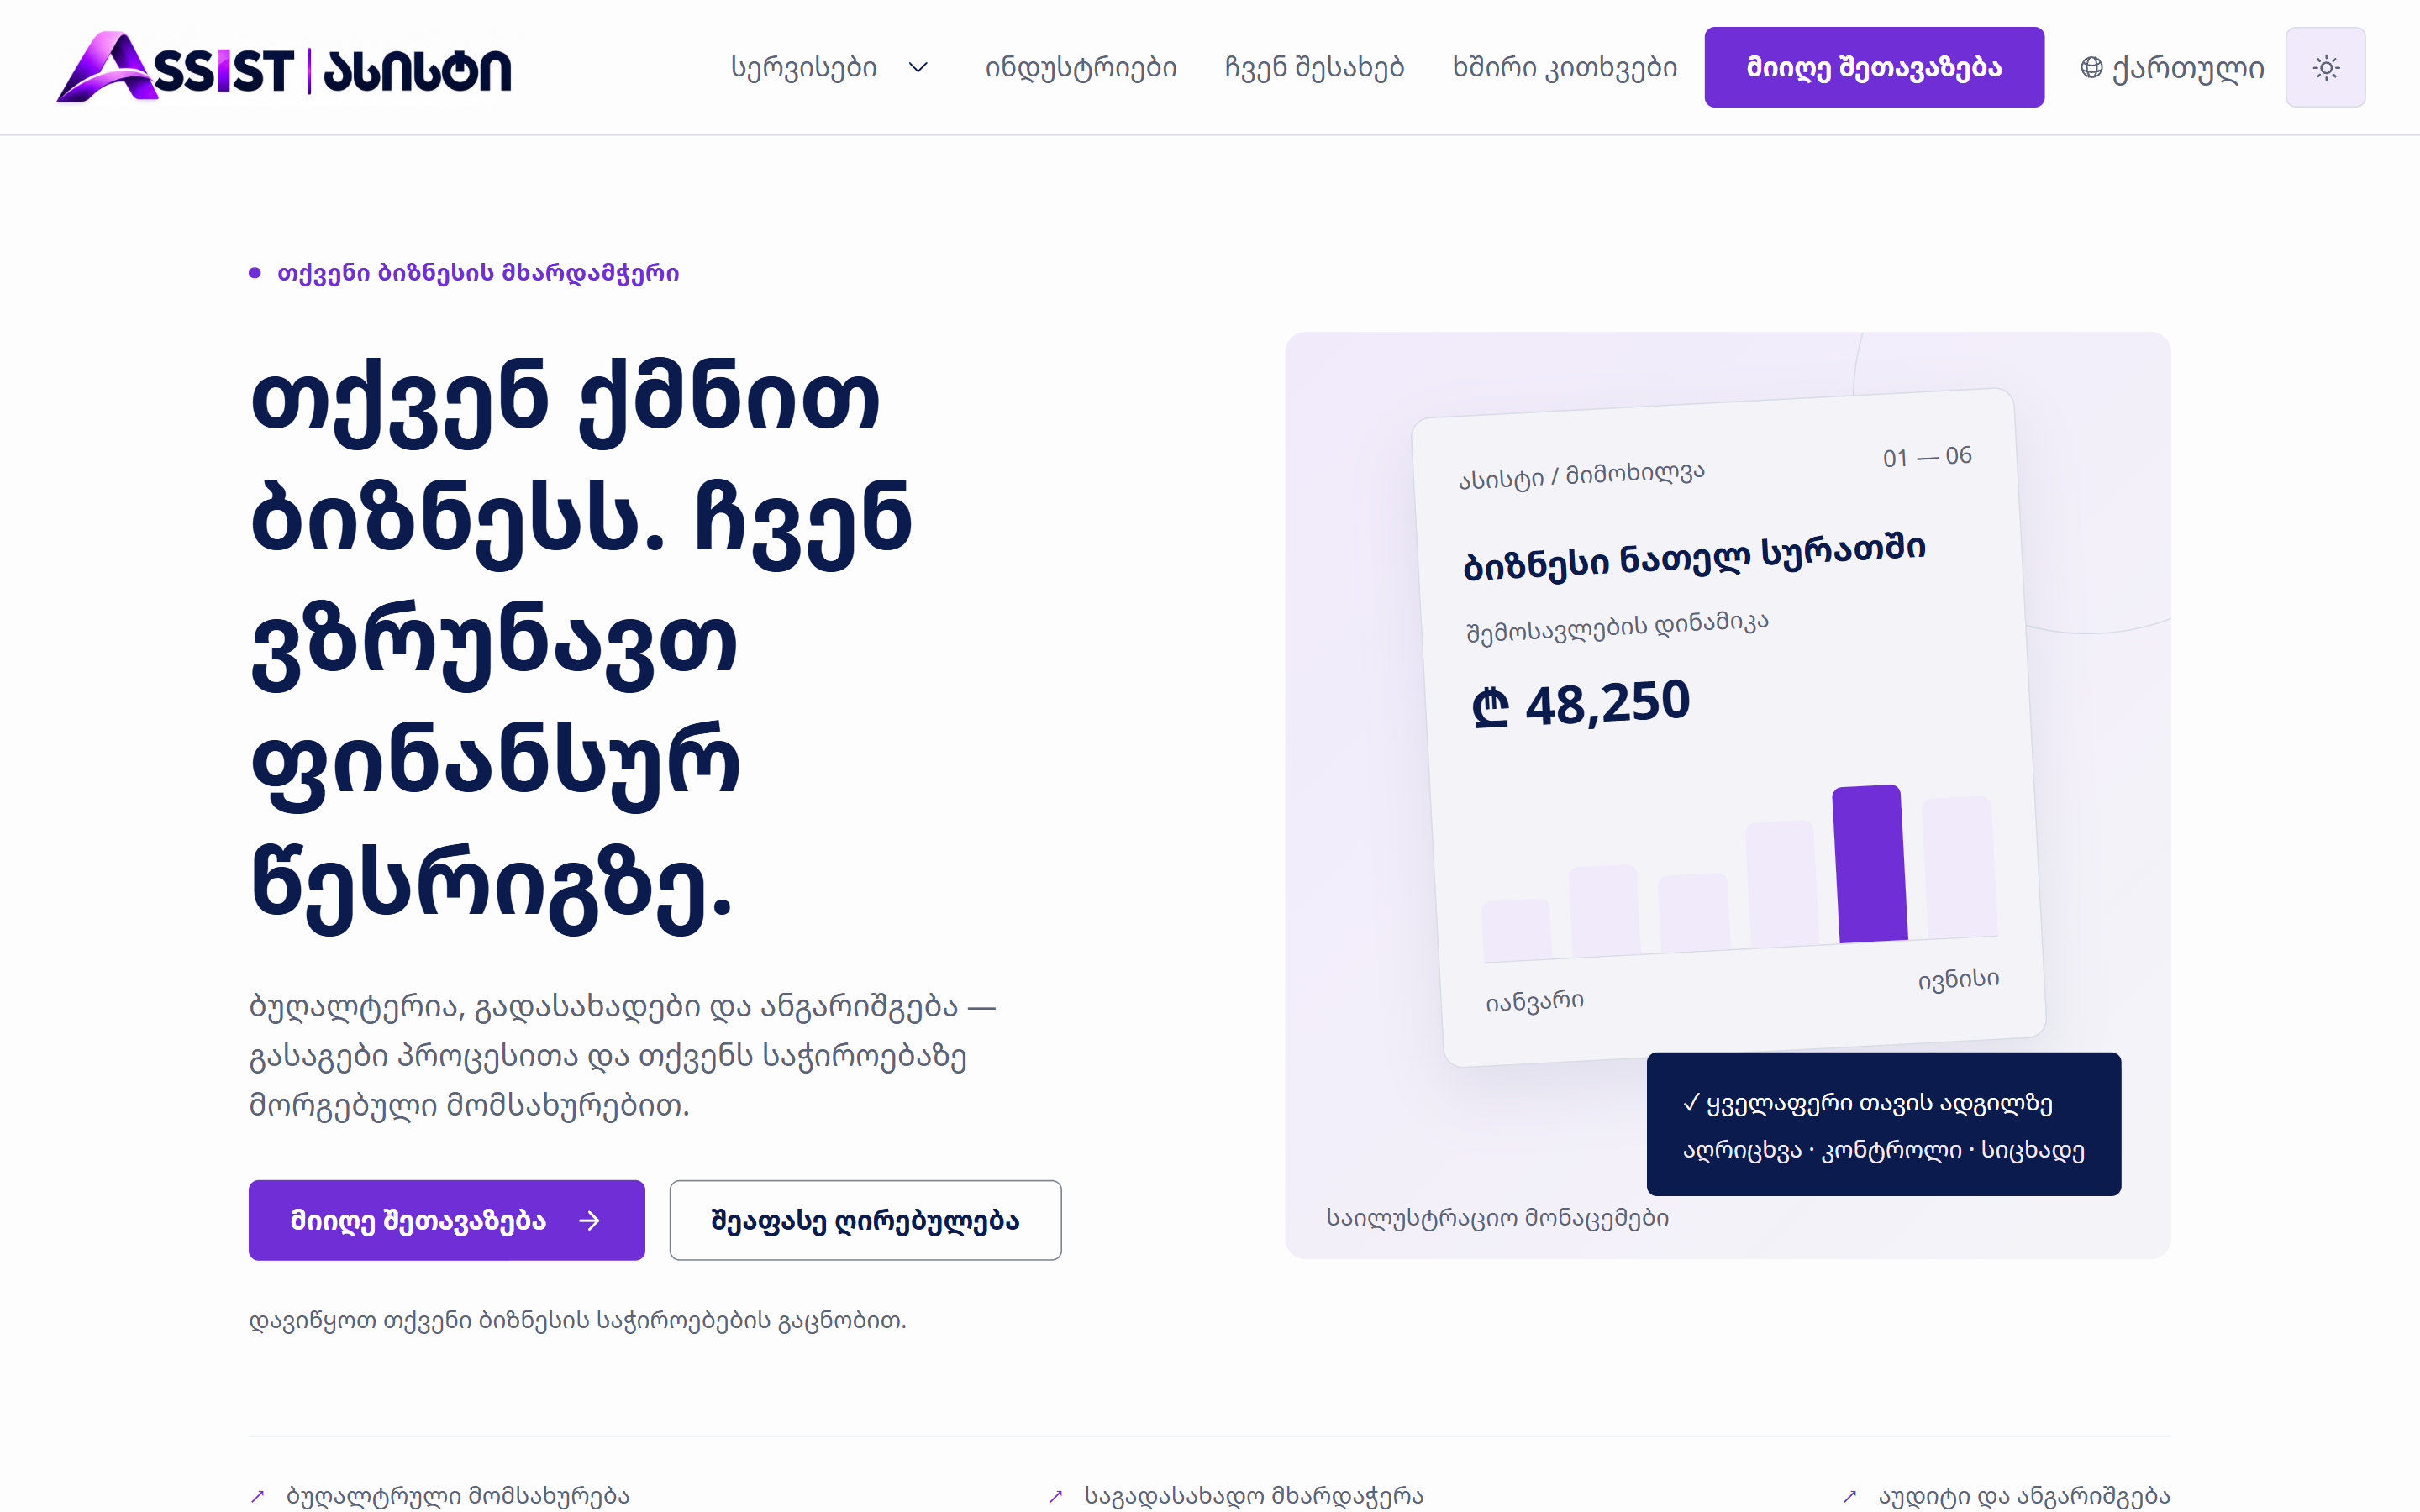 ASSIST | ასისტი
სერვისები
ინდუსტრიები
ჩვენ შესახებ
ხშირი კითხვები
მიიღე შეთავაზება
ქართული
თქვენი ბიზნესის მხარდამჭერი
თქვენ ქმნით
ბიზნესს. ჩვენ
ვზრუნავთ
ფინანსურ
წესრიგზე.
ბუღალტერია, გადასახადები და ანგარიშგება —
გასაგები პროცესითა და თქვენს საჭიროებაზე
მორგებული მომსახურებით.
მიიღე შეთავაზება →
შეაფასე ღირებულება
დავიწყოთ თქვენი ბიზნესის საჭიროებების გაცნობით.
ასისტი / მიმოხილვა
01 — 06
ბიზნესი ნათელ სურათში
შემოსავლების დინამიკა
₾ 48,250
იანვარი
ივნისი
✓ ყველაფერი თავის ადგილზე
აღრიცხვა · კონტროლი · სიცხადე
საილუსტრაციო მონაცემები
↗ ბუღალტრული მომსახურება
↗ საგადასახადო მხარდაჭერა
↗ აუდიტი და ანგარიშგება